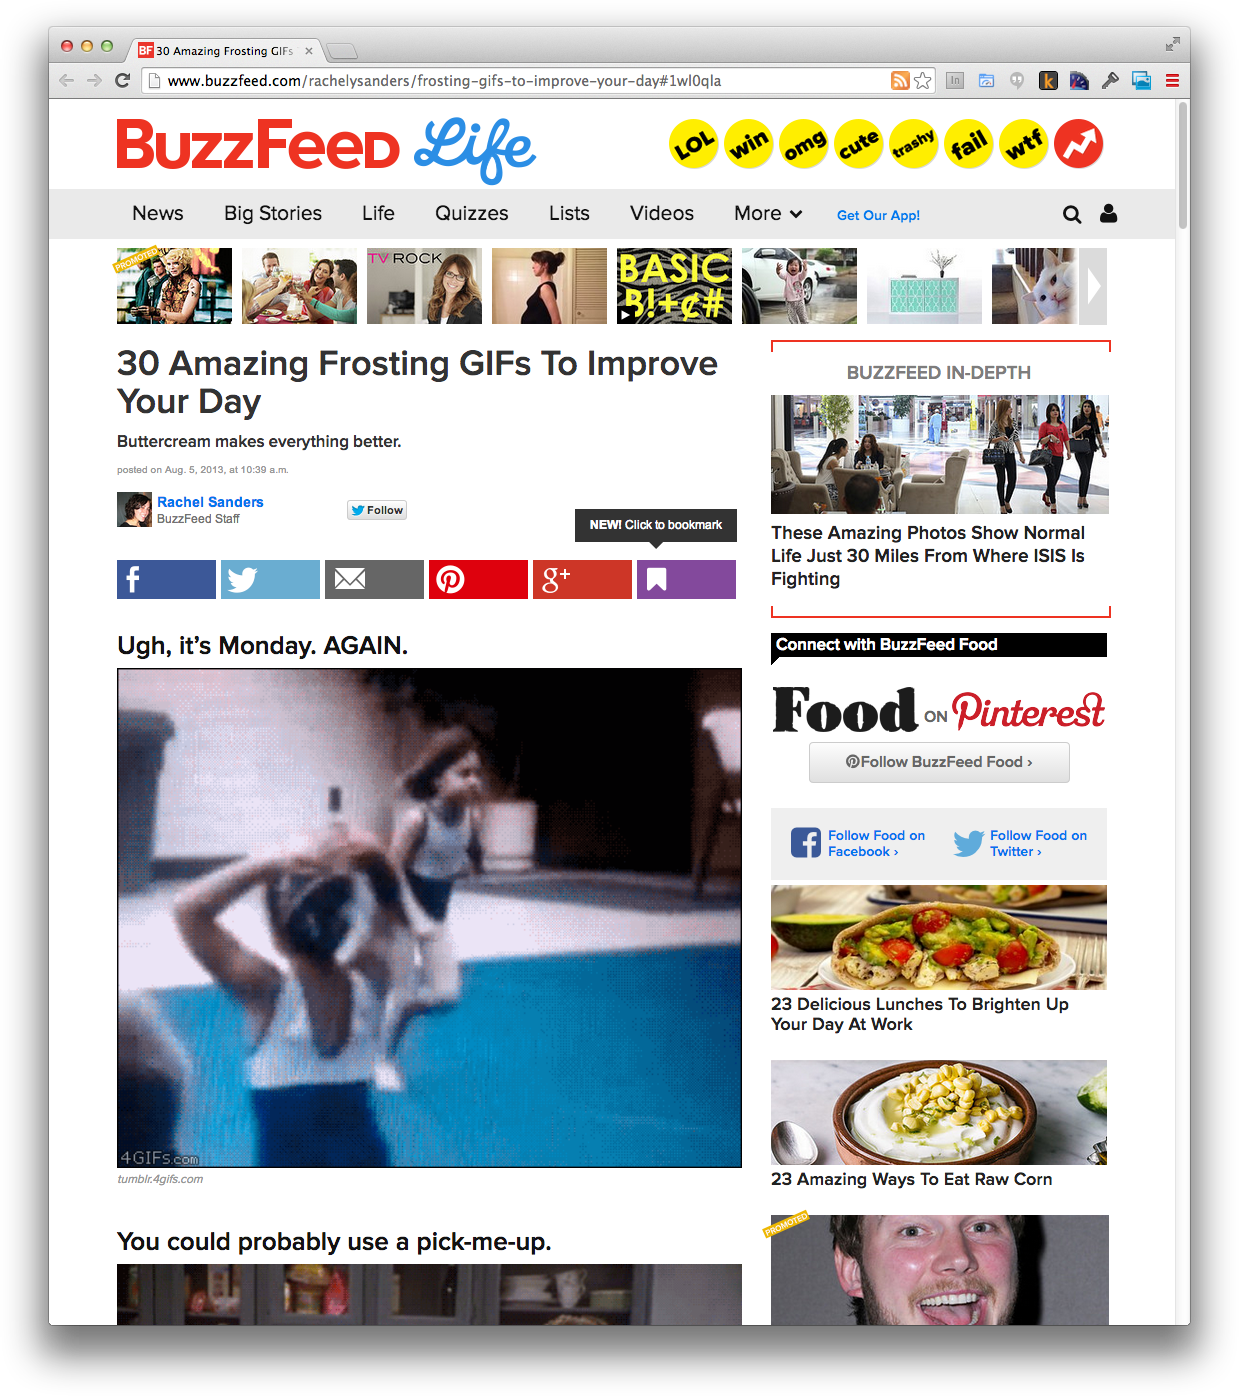 BF 30 Amazing Frosting GIFs
www.buzzfeed.com/rachelysanders/frosting-gifs-to-improve-your-day#1wl0qla
BuzzFeed Life
LOL win omg cute trashy fail wtf
News Big Stories Life Quizzes Lists Videos More Get Our App!
PROMOTED
TV ROCK
BASIC
B!+¢#
30 Amazing Frosting GIFs To Improve
Your Day
Buttercream makes everything better.
posted on Aug. 5, 2013, at 10:39 a.m.
Rachel Sanders
BuzzFeed Staff
Follow
NEW! Click to bookmark
f
g+
Ugh, it's Monday. AGAIN.
4GIFs.com
tumblr.4gifs.com
You could probably use a pick-me-up.
BUZZFEED IN-DEPTH
These Amazing Photos Show Normal
Life Just 30 Miles From Where ISIS Is
Fighting
Connect with BuzzFeed Food
Food ON Pinterest
Follow BuzzFeed Food ›
Follow Food on
Facebook ›
Follow Food on
Twitter ›
23 Delicious Lunches To Brighten Up
Your Day At Work
23 Amazing Ways To Eat Raw Corn
PROMOTED